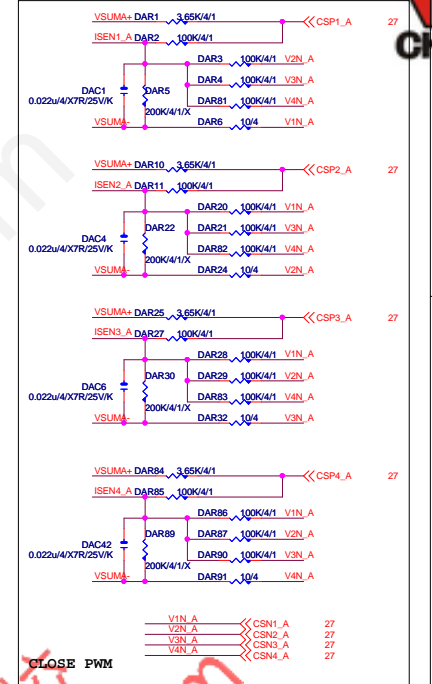 VSUMA+ DAR1 3.65K/4/1 CSP1_A 27
ISEN1_A DAR2 100K/4/1
DAR3 100K/4/1 V2N_A
DAR4 100K/4/1 V3N_A
DAC1 DAR5
0.022u/4/X7R/25V/K DAR81 100K/4/1 V4N_A
200K/4/1/X
VSUMA- DAR6 10/4 V1N_A
VSUMA+ DAR10 3.65K/4/1 CSP2_A 27
ISEN2_A DAR11 100K/4/1
DAR20 100K/4/1 V1N_A
DAR22
DAR21 100K/4/1 V3N_A
DAC4
0.022u/4/X7R/25V/K DAR82 100K/4/1 V4N_A
200K/4/1/X
VSUMA- DAR24 10/4 V2N_A
VSUMA+ DAR25 3.65K/4/1 CSP3_A 27
ISEN3_A DAR27 100K/4/1
DAR28 100K/4/1 V1N_A
DAR30
DAR29 100K/4/1 V2N_A
DAC6
0.022u/4/X7R/25V/K DAR83 100K/4/1 V4N_A
200K/4/1/X
VSUMA- DAR32 10/4 V3N_A
VSUMA+ DAR84 3.65K/4/1 CSP4_A 27
ISEN4_A DAR85 100K/4/1
DAR86 100K/4/1 V1N_A
DAR89
DAR87 100K/4/1 V2N_A
DAC42
0.022u/4/X7R/25V/K DAR90 100K/4/1 V3N_A
200K/4/1/X
VSUMA- DAR91 10/4 V4N_A
V1N_A CSN1_A 27
V2N_A CSN2_A 27
V3N_A CSN3_A 27
V4N_A CSN4_A 27
CLOSE PWM